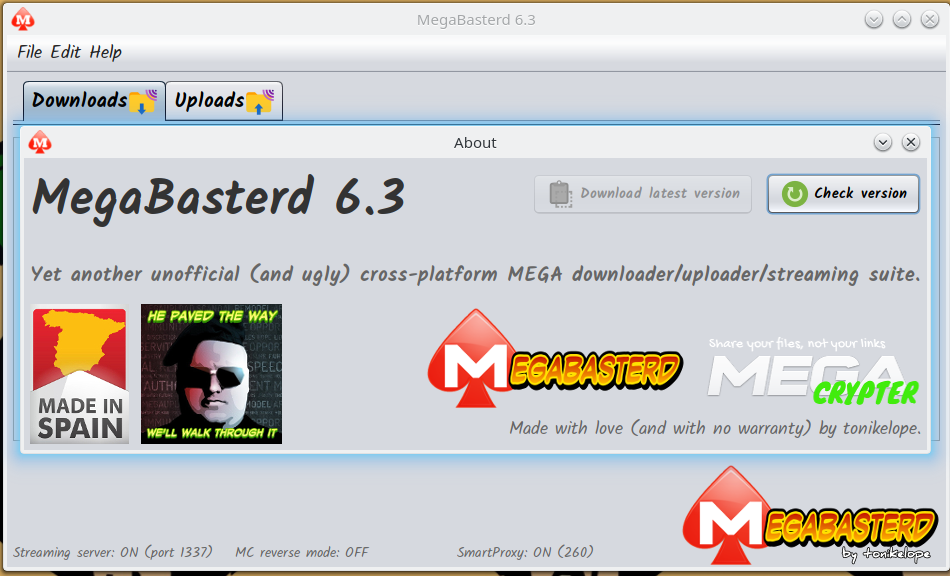 MegaBasterd 6.3
File Edit Help
Downloads Uploads
About
MegaBasterd 6.3
Download latest version
Check version
Yet another unofficial (and ugly) cross-platform MEGA downloader/uploader/streaming suite.
MADE IN
SPAIN
HE PAVED THE WAY
WE'LL WALK THROUGH IT
MEGABASTERD
Share your files, not your links
MEGA
CRYPTER
Made with love (and with no warranty) by tonikelope.
MEGABASTERD
by tonikelope
Streaming server: ON (port 1337) MC reverse mode: OFF SmartProxy: ON (260)